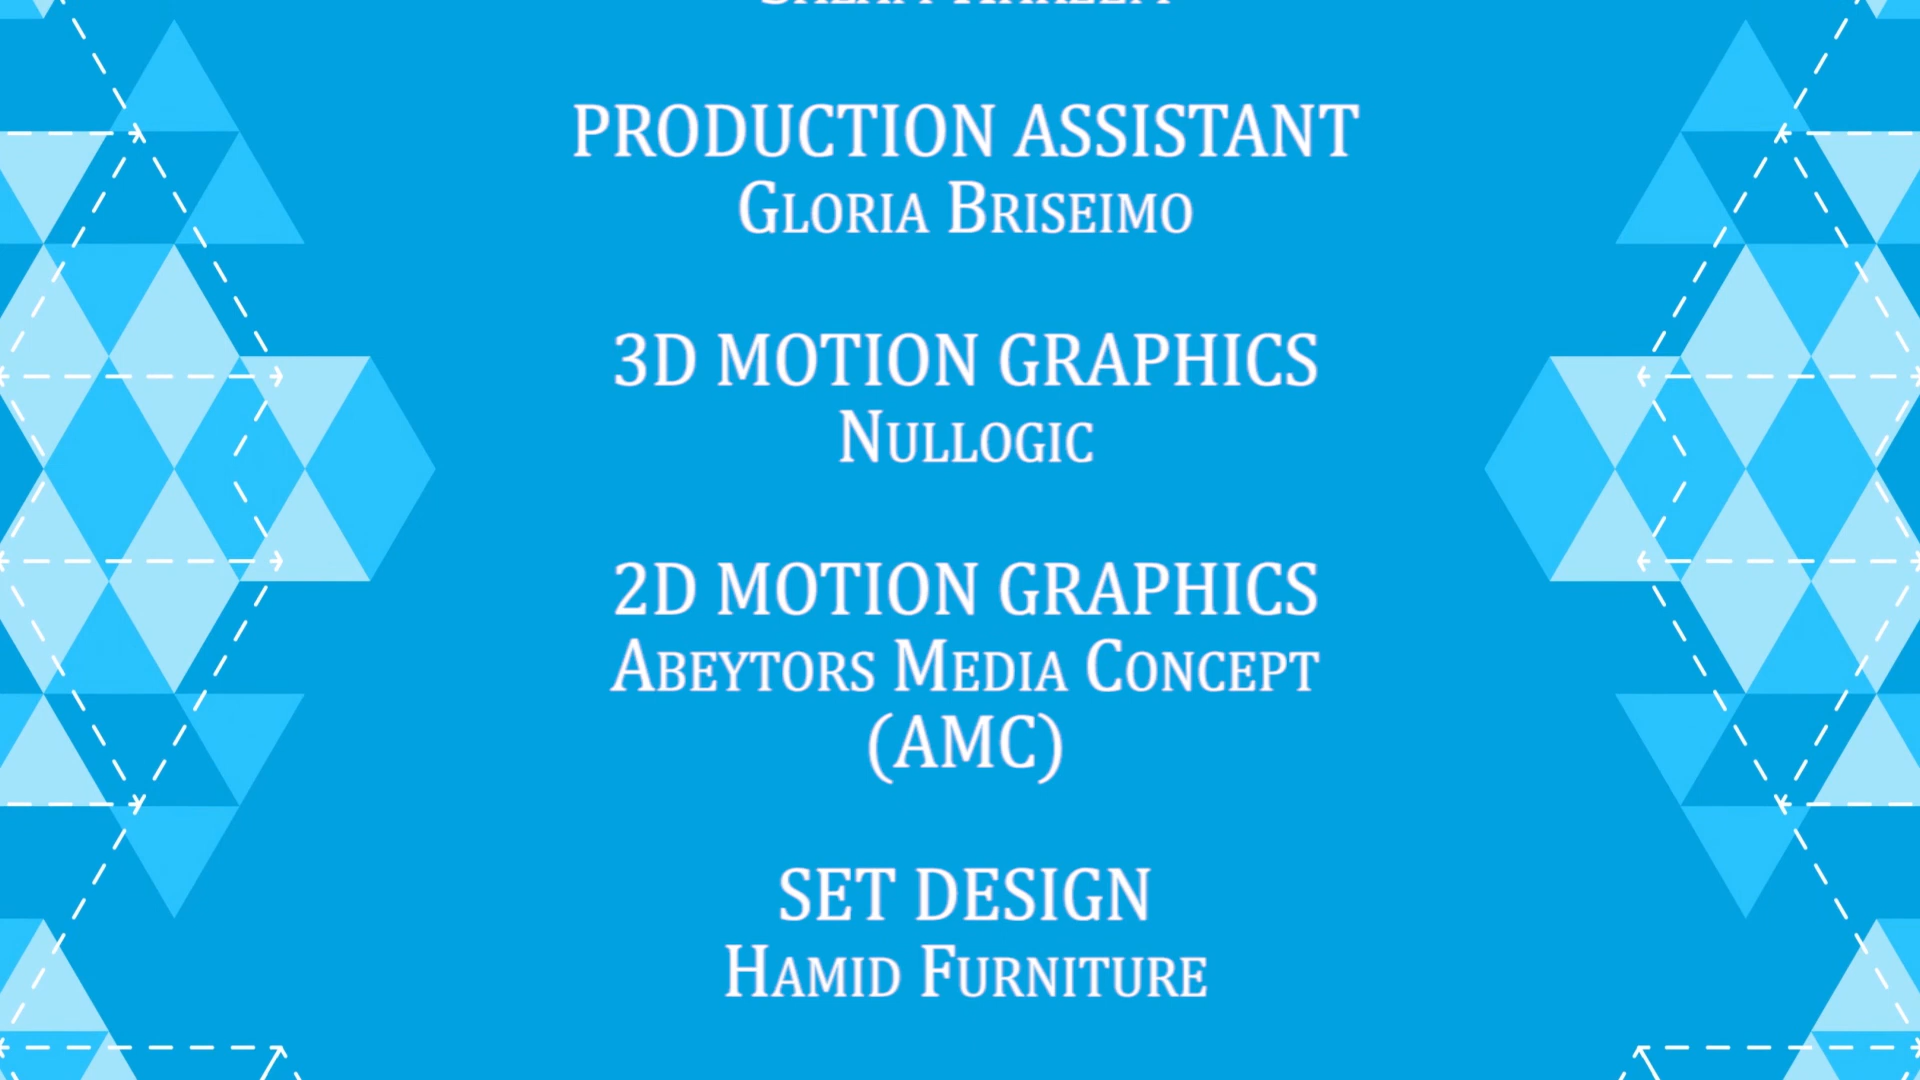 PRODUCTION ASSISTANT
GLORIA BRISEIMO
3D MOTION GRAPHICS
NULLOGIC
2D MOTION GRAPHICS
ABEYTORS MEDIA CONCEPT
(AMC)
SET DESIGN
HAMID FURNITURE